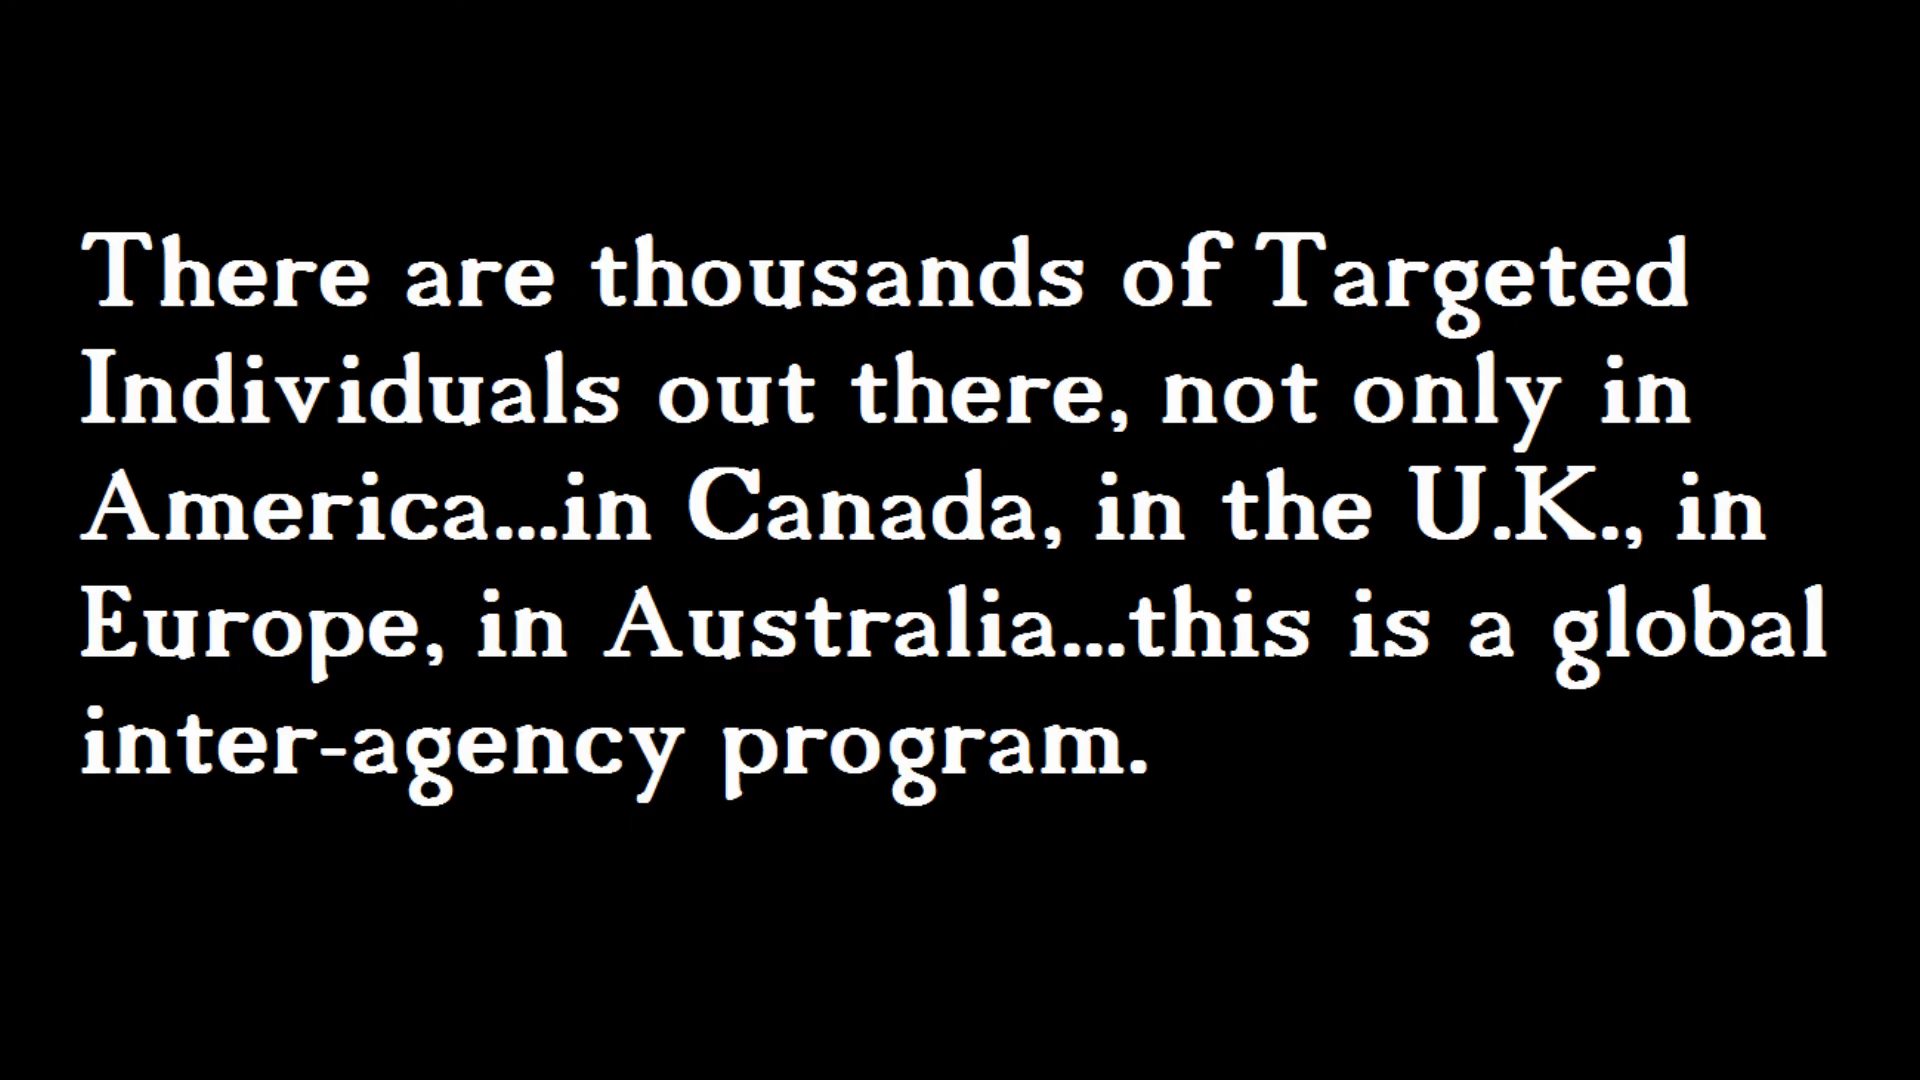 There are thousands of Targeted
Individuals out there, not only in
America...in Canada, in the U.K., in
Europe, in Australia...this is a global
inter-agency program.